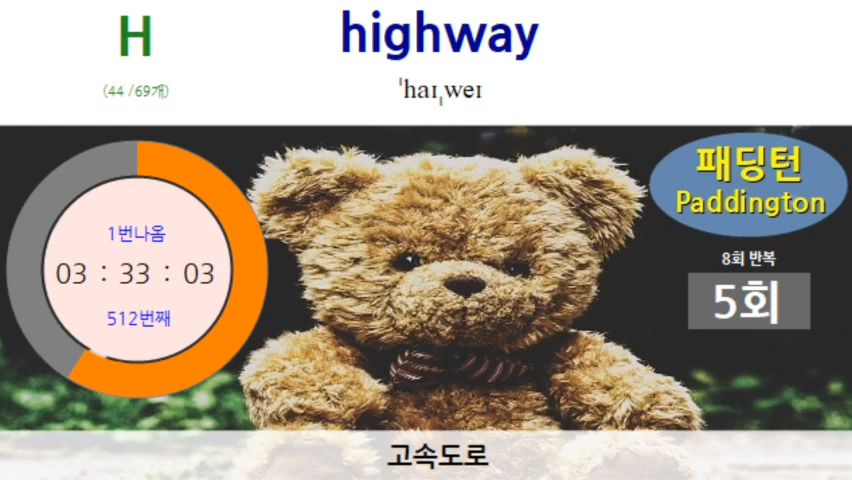 H
highway
(44 /69개)
ˈhaɪˌweɪ
패딩턴
Paddington
1번나옴
03 : 33 : 03
512번째
8회 반복
5회
고속도로